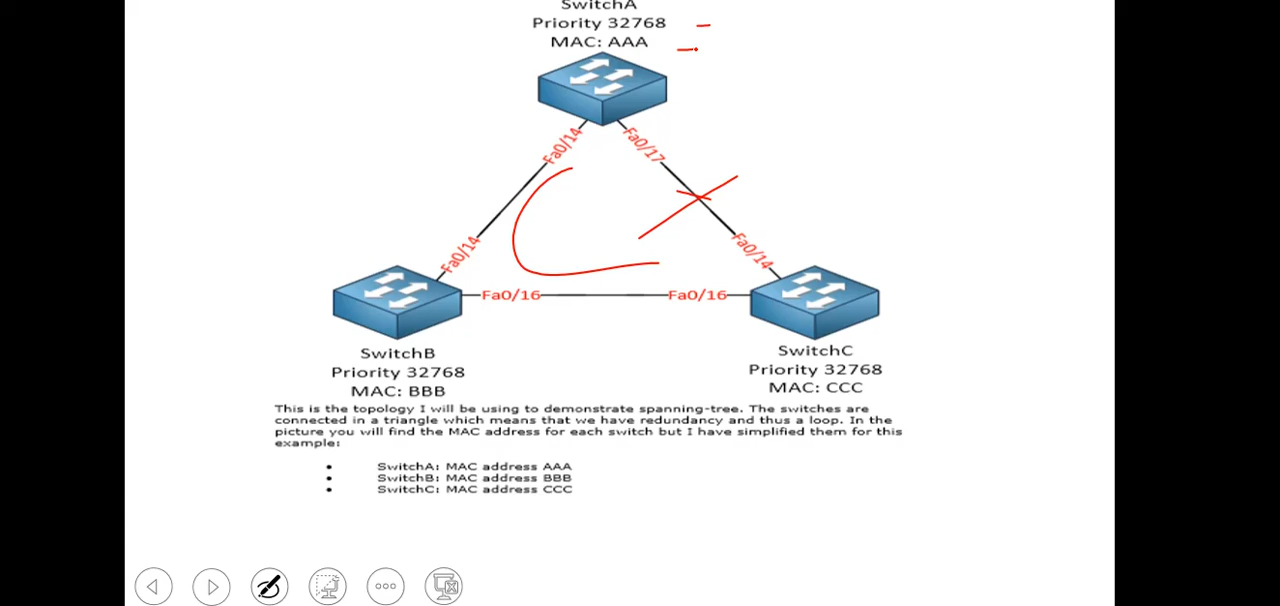 SwitchA
Priority 32768
MAC: AAA
Fa0/14
Fa0/17
Fa0/14
Fa0/14
Fa0/16
Fa0/16
SwitchB
Priority 32768
MAC: BBB
SwitchC
Priority 32768
MAC: CCC
This is the topology I will be using to demonstrate spanning-tree. The switches are
connected in a triangle which means that we have redundancy and thus a loop. In the
picture you will find the MAC address for each switch but I have simplified them for this
example:
• SwitchA: MAC address AAA
• SwitchB: MAC address BBB
• SwitchC: MAC address CCC